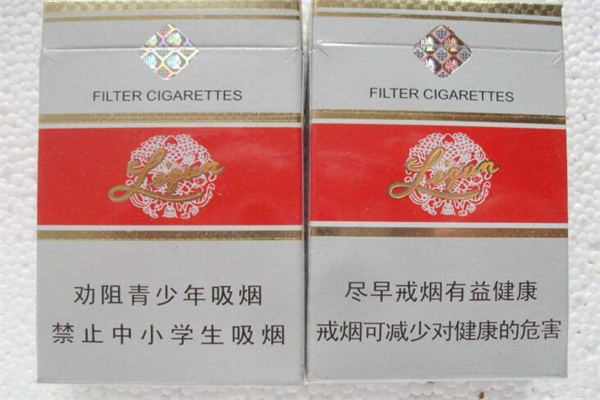 FILTER CIGARETTES
Liqun
劝阻青少年吸烟
禁止中小学生吸烟
FILTER CIGARETTES
Liqun
尽早戒烟有益健康
戒烟可减少对健康的危害